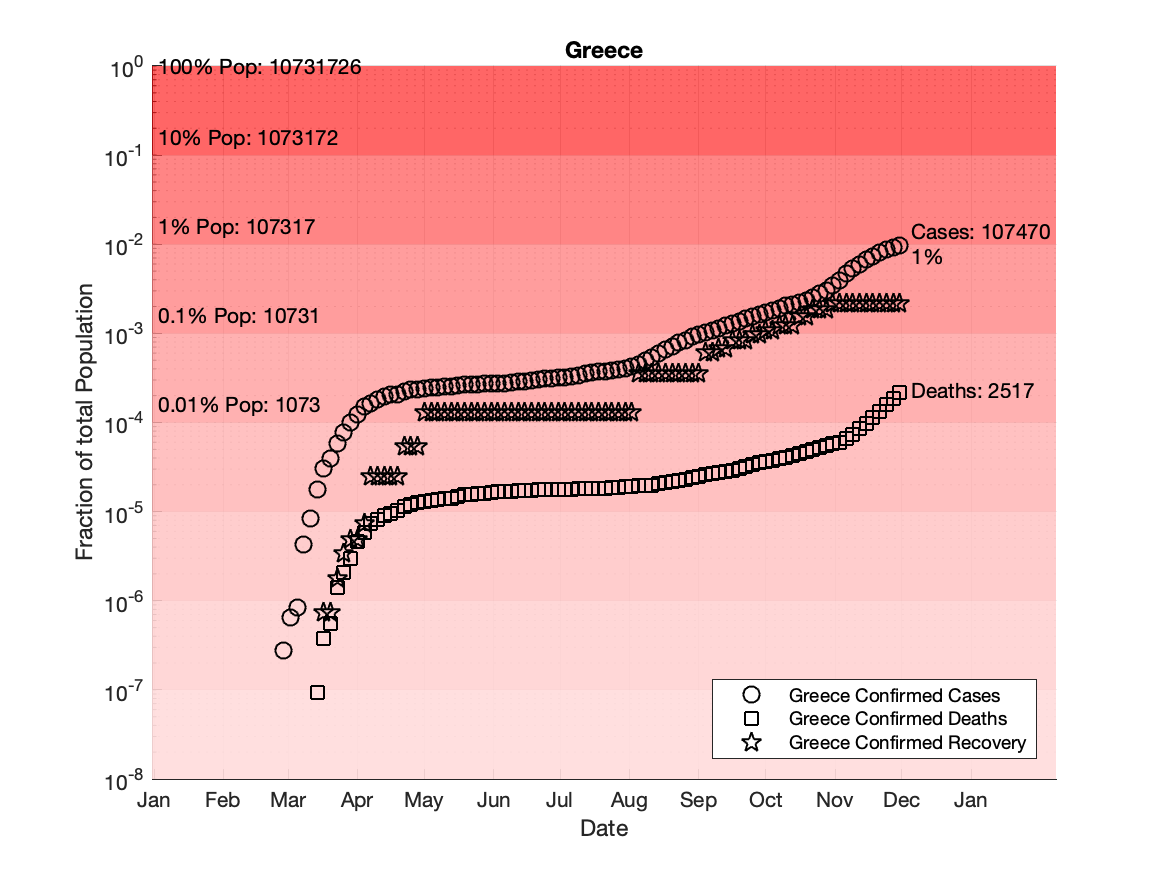 Greece
10^0
100% Pop: 10731726
10% Pop: 1073172
10^-1
1% Pop: 107317
10^-2
Cases: 107470
1%
0.1% Pop: 10731
10^-3
0.01% Pop: 1073
Deaths: 2517
10^-4
10^-5
10^-6
10^-7
10^-8
Fraction of total Population
Greece Confirmed Cases
Greece Confirmed Deaths
Greece Confirmed Recovery
Jan Feb Mar Apr May Jun Jul Aug Sep Oct Nov Dec Jan
Date